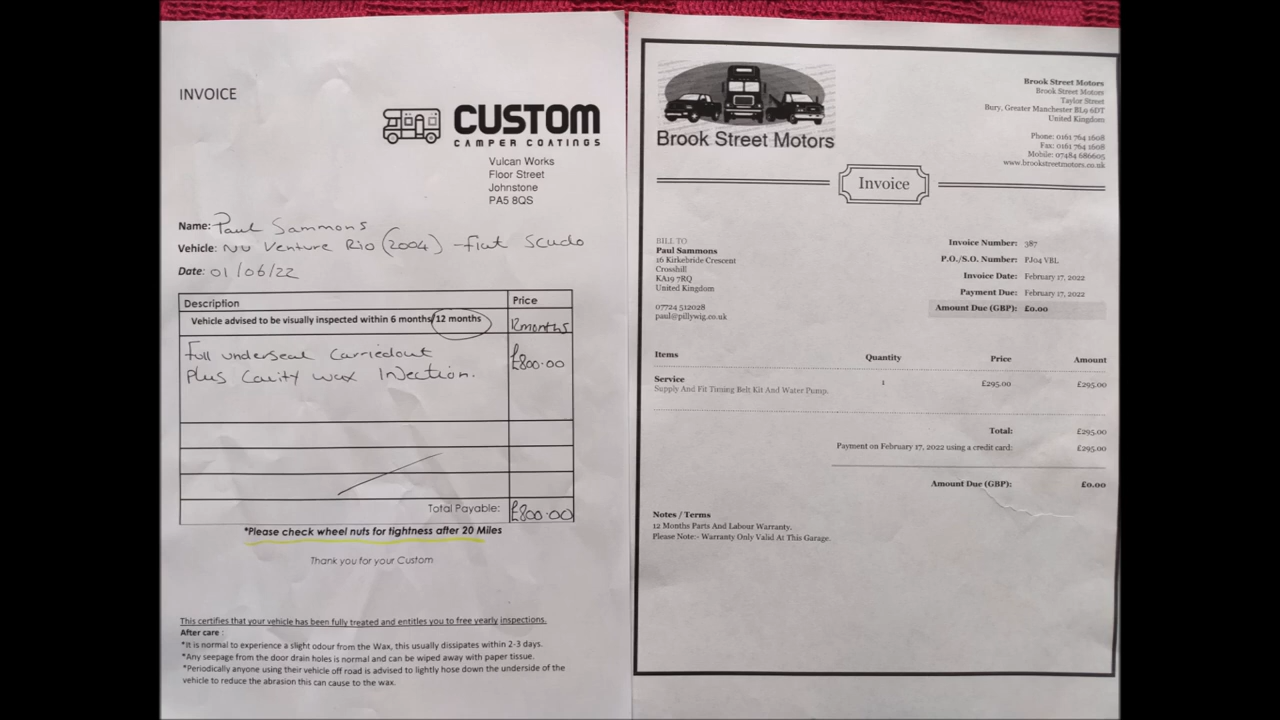 INVOICE
CUSTOM
CAMPER COATINGS
Vulcan Works
Floor Street
Johnstone
PA5 8QS
Name: Paul Sammons
Vehicle: NU Venture Rio (2004) - Fiat Scudo
Date: 01/06/22
Description Price
Vehicle advised to be visually inspected within 6 months/12 months 12months
Full underseal Carriedout £800.00
Plus Cavity wax Injection.
Total Payable: £800.00
*Please check wheel nuts for tightness after 20 Miles
Thank you for your Custom
This certifies that your vehicle has been fully treated and entitles you to free yearly inspections.
After care :
*It is normal to experience a slight odour from the Wax, this usually dissipates within 2-3 days.
*Any seepage from the door drain holes is normal and can be wiped away with paper tissue.
*Periodically anyone using their vehicle off road is advised to lightly hose down the underside of the
vehicle to reduce the abrasion this can cause to the wax.
Brook Street Motors
Brook Street Motors
Brook Street Motors
Taylor Street
Bury, Greater Manchester BL9 6DT
United Kingdom
Phone: 0161 764 1608
Fax: 0161 764 1608
Mobile: 07484 686605
www.brookstreetmotors.co.uk
Invoice
BILL TO
Paul Sammons
16 Kirkebride Crescent
Crosshill
KA19 7RQ
United Kingdom
07724 512028
paul@pillywig.co.uk
Invoice Number: 387
P.O./S.O. Number: PJ04 VBL
Invoice Date: February 17, 2022
Payment Due: February 17, 2022
Amount Due (GBP): £0.00
Items Quantity Price Amount
Service 1 £295.00 £295.00
Supply And Fit Timing Belt Kit And Water Pump.
Total: £295.00
Payment on February 17, 2022 using a credit card: £295.00
Amount Due (GBP): £0.00
Notes / Terms
12 Months Parts And Labour Warranty.
Please Note:- Warranty Only Valid At This Garage.